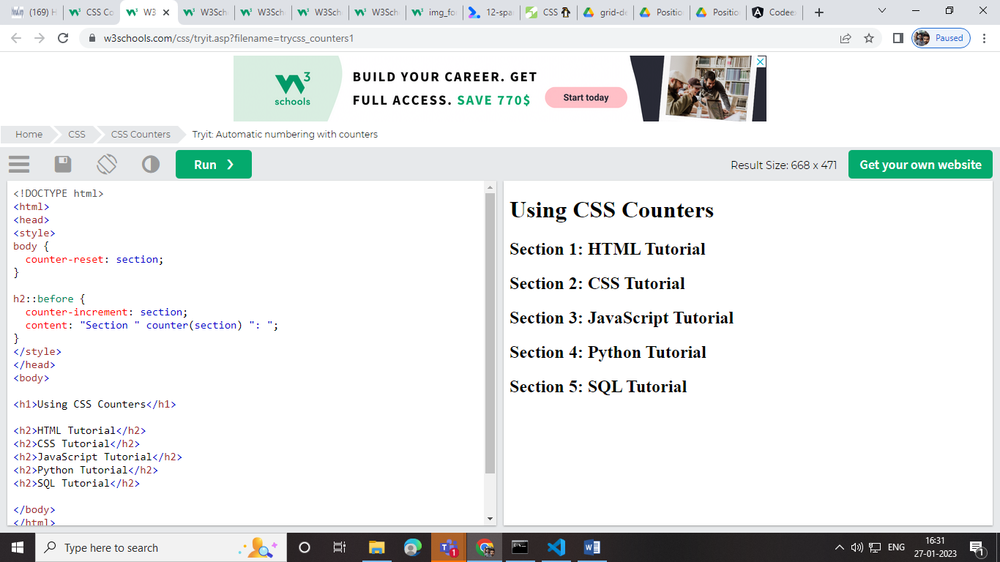 (169) H
CSS Co
W3
W3Sch
W3Sch
W3Sch
W3Sch
img_fo
12-spa
CSS
grid-de
Position
Position
Codee
w3schools.com/css/tryit.asp?filename=trycss_counters1
Paused
3
schools
BUILD YOUR CAREER. GET
FULL ACCESS. SAVE 770$
Start today
Home
CSS
CSS Counters
Tryit: Automatic numbering with counters
Run ❯
Result Size: 668 x 471
Get your own website
<!DOCTYPE html>
<html>
<head>
<style>
body {
  counter-reset: section;
}

h2::before {
  counter-increment: section;
  content: "Section " counter(section) ": ";
}
</style>
</head>
<body>

<h1>Using CSS Counters</h1>

<h2>HTML Tutorial</h2>
<h2>CSS Tutorial</h2>
<h2>JavaScript Tutorial</h2>
<h2>Python Tutorial</h2>
<h2>SQL Tutorial</h2>

</body>
</html>
Using CSS Counters
Section 1: HTML Tutorial
Section 2: CSS Tutorial
Section 3: JavaScript Tutorial
Section 4: Python Tutorial
Section 5: SQL Tutorial
Type here to search
1
ENG
16:31
27-01-2023
1